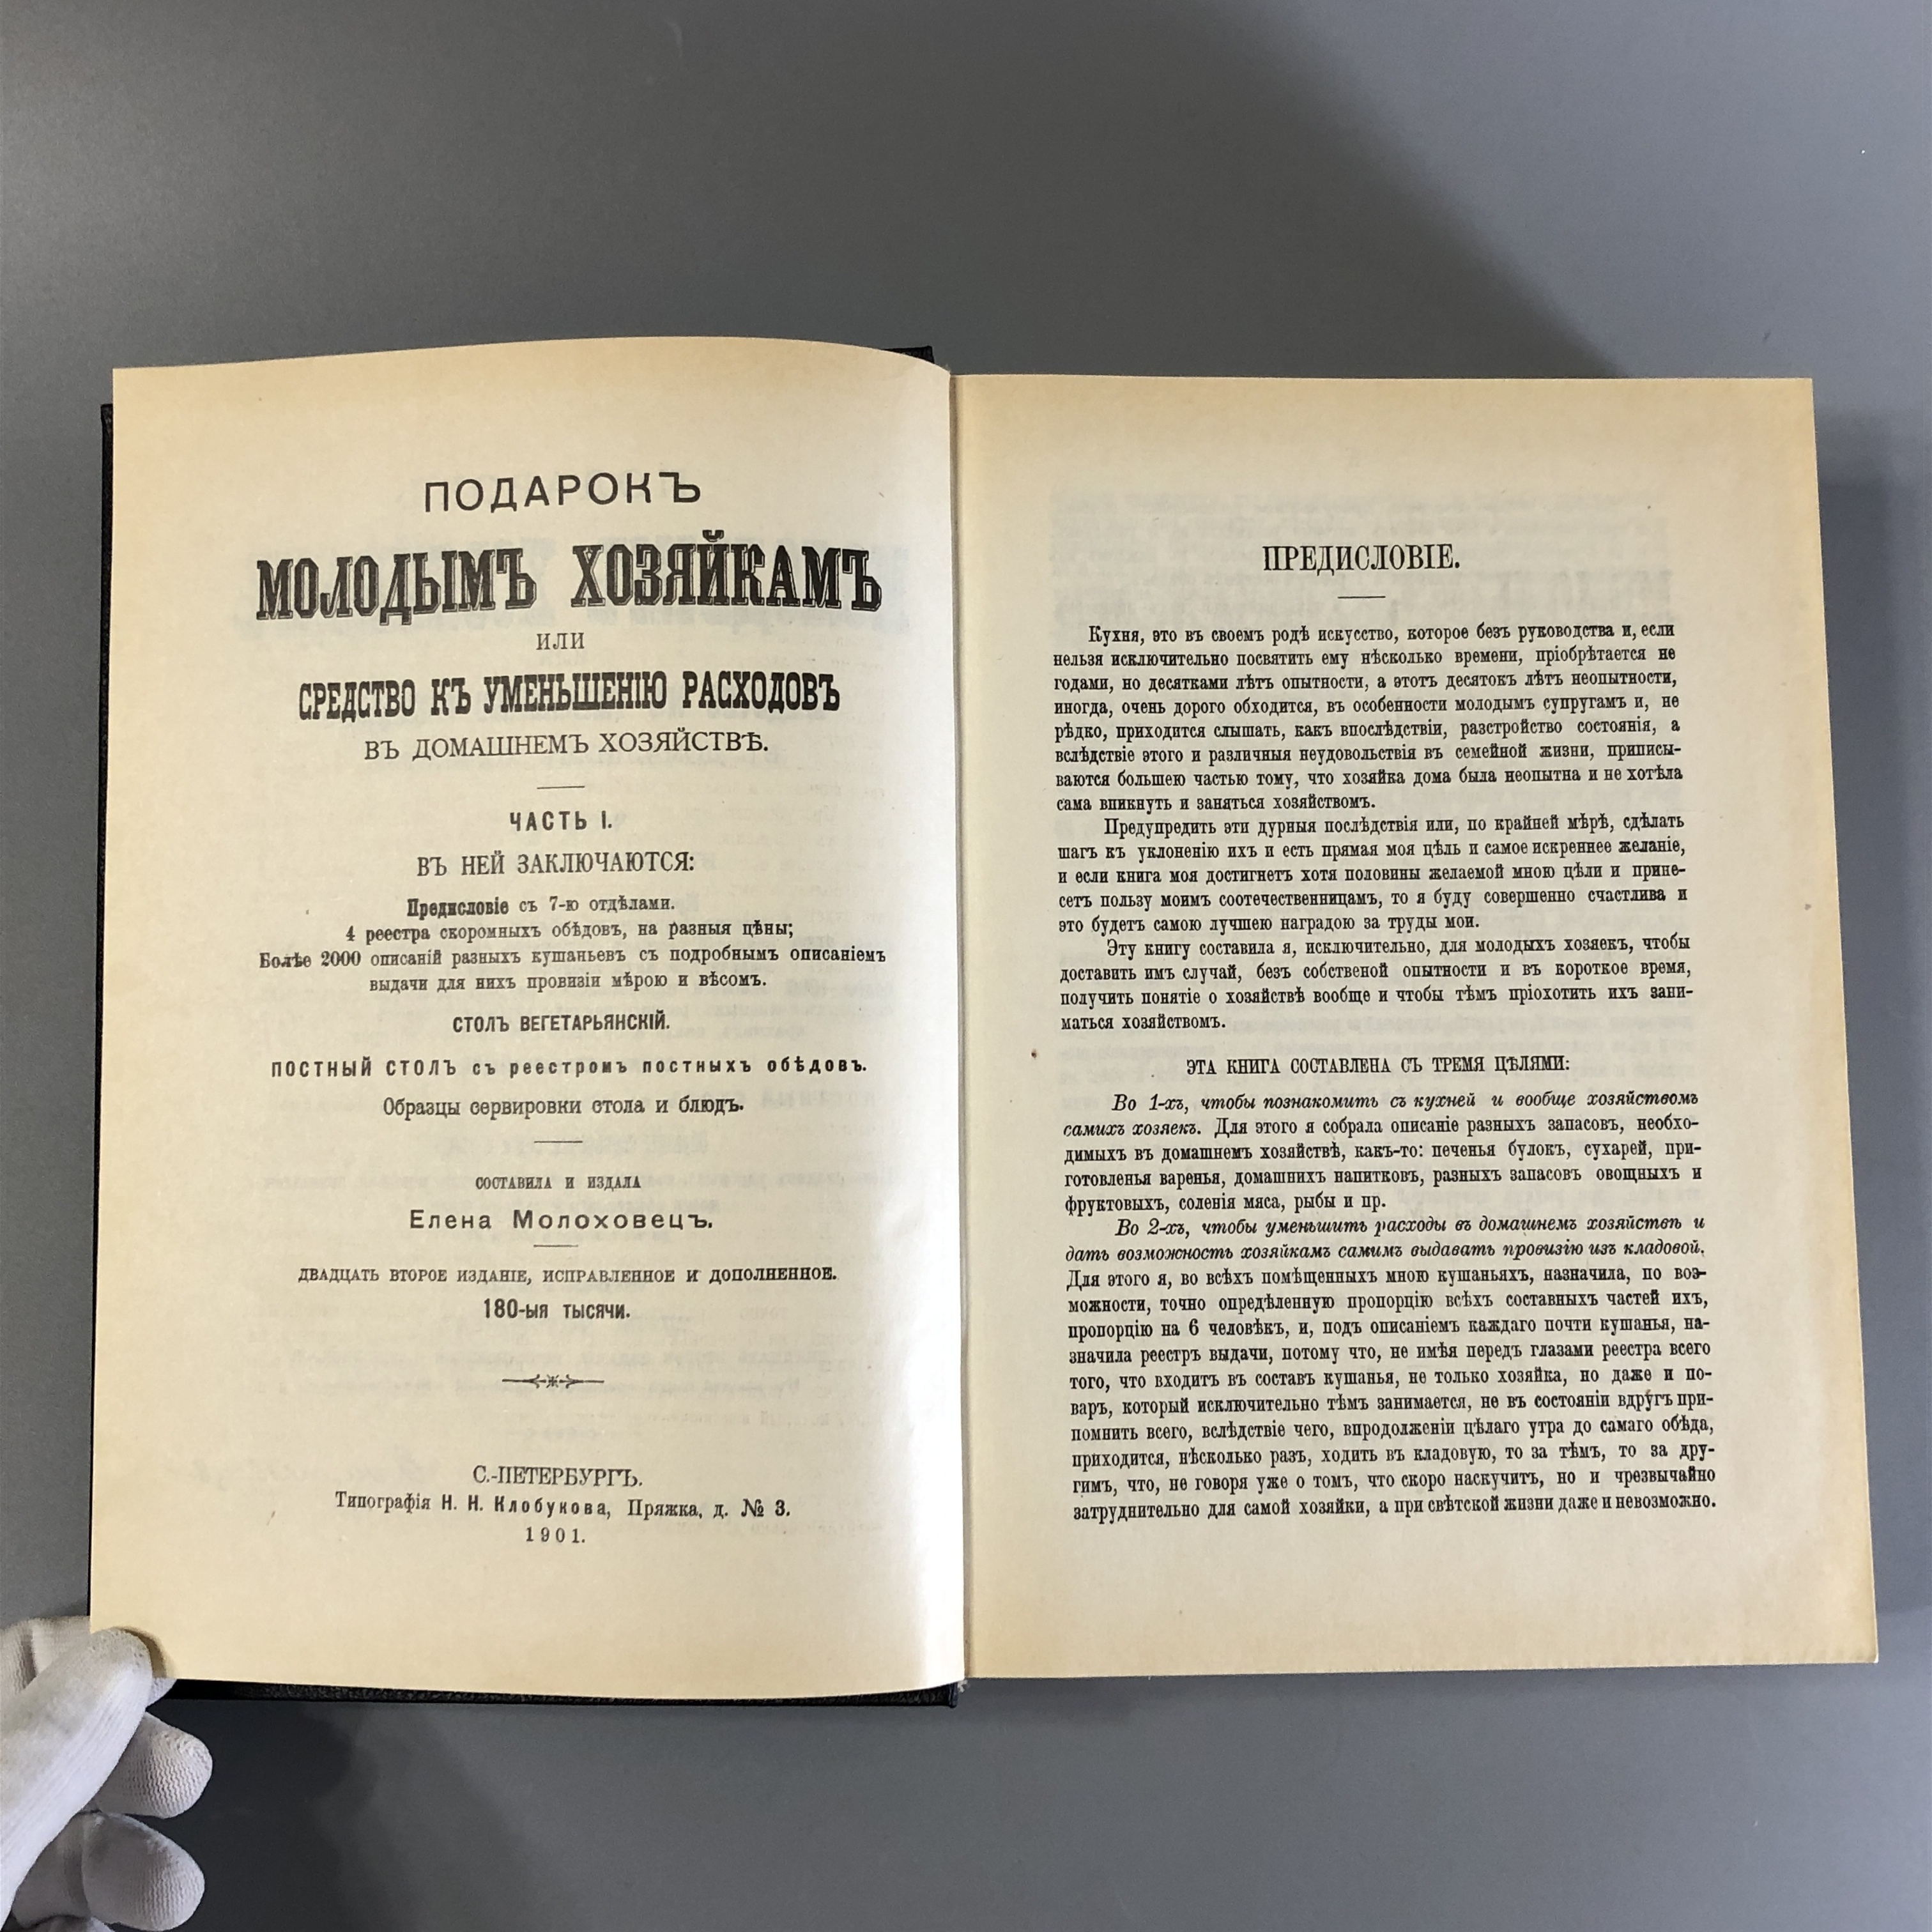 ПОДАРОКЪ
МОЛОДЫМЪ ХОЗЯЙКАМЪ
ИЛИ
СРЕДСТВО КЪ УМЕНЬШЕНІЮ РАСХОДОВЪ
ВЪ ДОМАШНЕМЪ ХОЗЯЙСТВѢ.
ЧАСТЬ I.
ВЪ НЕЙ ЗАКЛЮЧАЮТСЯ:
Предисловіе съ 7-ю отдѣлами.
4 реестра скоромныхъ обѣдовъ, на разныя цѣны;
Болѣе 2000 описаній разныхъ кушаньевъ съ подробнымъ описаніемъ
выдачи для нихъ провизіи мѣрою и вѣсомъ.
СТОЛЪ ВЕГЕТАРЬЯНСКІЙ.
ПОСТНЫЙ СТОЛЪ съ реестромъ постныхъ обѣдовъ.
Образцы сервировки стола и блюдъ.
СОСТАВИЛА И ИЗДАЛА
Елена Молоховецъ.
ДВАДЦАТЬ ВТОРОЕ ИЗДАНІЕ, ИСПРАВЛЕННОЕ И ДОПОЛНЕННОЕ.
180-ыя тысячи.
С.-ПЕТЕРБУРГЪ.
Типографія Н. Н. Клобукова, Пряжка, д. № 3.
1901.
ПРЕДИСЛОВІЕ.
Кухня, это въ своемъ родѣ искусство, которое безъ руководства и, если
нельзя исключительно посвятить ему нѣсколько времени, пріобрѣтается не
годами, но десятками лѣтъ опытности, а этотъ десятокъ лѣтъ неопытности,
иногда, очень дорого обходится, въ особенности молодымъ супругамъ и, не
рѣдко, приходится слышать, какъ впослѣдствіи, разстройство состоянія, а
вслѣдствіе этого и различныя неудовольствія въ семейной жизни, приписы-
ваются большею частью тому, что хозяйка дома была неопытна и не хотѣла
сама вникнуть и заняться хозяйствомъ.
Предупредить эти дурныя послѣдствія или, по крайней мѣрѣ, сдѣлать
шагъ къ уклоненію ихъ и есть прямая моя цѣль и самое искреннее желаніе,
и если книга моя достигнетъ хотя половины желаемой мною цѣли и прине-
сетъ пользу моимъ соотечественницамъ, то я буду совершенно счастлива и
это будетъ самою лучшею наградою за труды мои.
Эту книгу составила я, исключительно, для молодыхъ хозяекъ, чтобы
доставить имъ случай, безъ собственой опытности и въ короткое время,
получить понятіе о хозяйствѣ вообще и чтобы тѣмъ пріохотить ихъ зани-
маться хозяйствомъ.
ЭТА КНИГА СОСТАВЛЕНА СЪ ТРЕМЯ ЦѢЛЯМИ:
Во 1-хъ, чтобы познакомить съ кухней и вообще хозяйствомъ
самихъ хозяекъ. Для этого я собрала описаніе разныхъ запасовъ, необхо-
димыхъ въ домашнемъ хозяйствѣ, какъ-то: печенья булокъ, сухарей, при-
готовленья варенья, домашнихъ напитковъ, разныхъ запасовъ овощныхъ и
фруктовыхъ, соленія мяса, рыбы и пр.
Во 2-хъ, чтобы уменьшить расходы въ домашнемъ хозяйствѣ и
дать возможность хозяйкамъ самимъ выдавать провизію изъ кладовой.
Для этого я, во всѣхъ помѣщенныхъ мною кушаньяхъ, назначила, по воз-
можности, точно опредѣленную пропорцію всѣхъ составныхъ частей ихъ,
пропорцію на 6 человѣкъ, и, подъ описаніемъ каждаго почти кушанья, на-
значила реестръ выдачи, потому что, не имѣя передъ глазами реестра всего
того, что входитъ въ составъ кушанья, не только хозяйка, но даже и по-
варъ, который исключительно тѣмъ занимается, не въ состояніи вдругъ при-
помнить всего, вслѣдствіе чего, впродолженіи цѣлаго утра до самаго обѣда,
приходится, нѣсколько разъ, ходить въ кладовую, то за тѣмъ, то за дру-
гимъ, что, не говоря уже о томъ, что скоро наскучитъ, но и чрезвычайно
затруднительно для самой хозяйки, а при свѣтской жизни даже и невозможно.